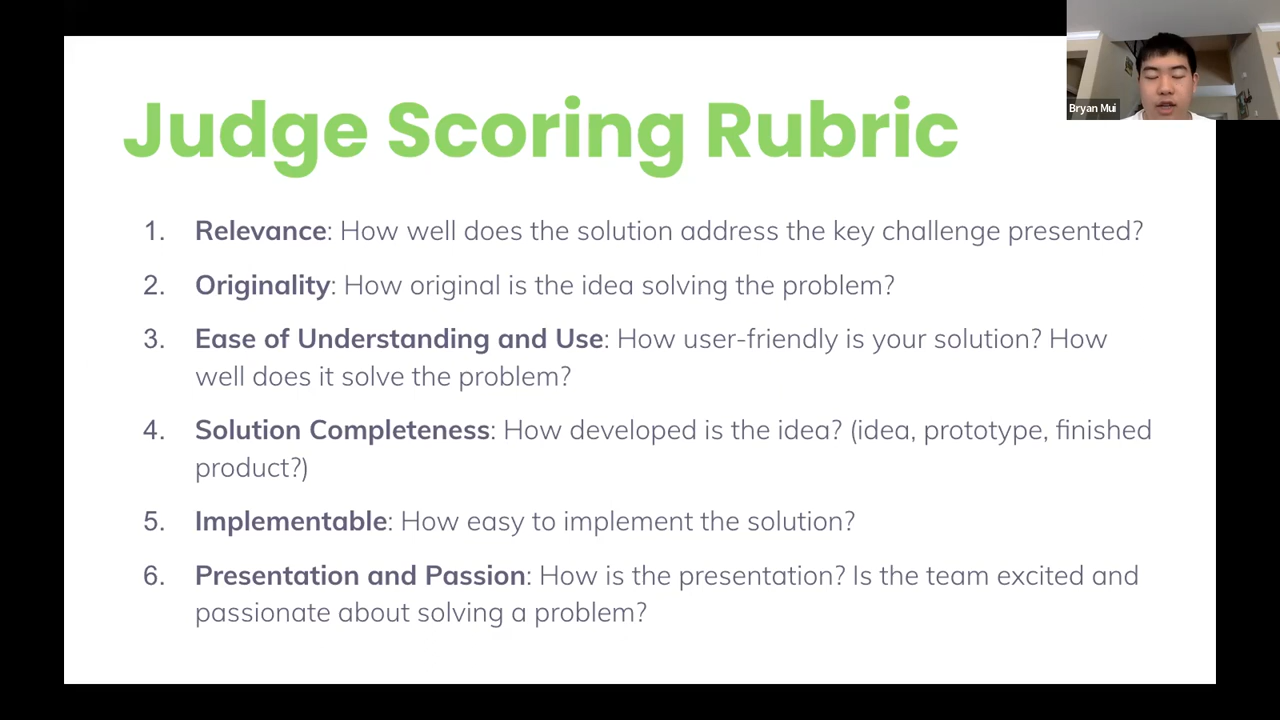 Judge Scoring Rubric
Bryan Mui
1. Relevance: How well does the solution address the key challenge presented?
2. Originality: How original is the idea solving the problem?
3. Ease of Understanding and Use: How user-friendly is your solution? How
well does it solve the problem?
4. Solution Completeness: How developed is the idea? (idea, prototype, finished
product?)
5. Implementable: How easy to implement the solution?
6. Presentation and Passion: How is the presentation? Is the team excited and
passionate about solving a problem?